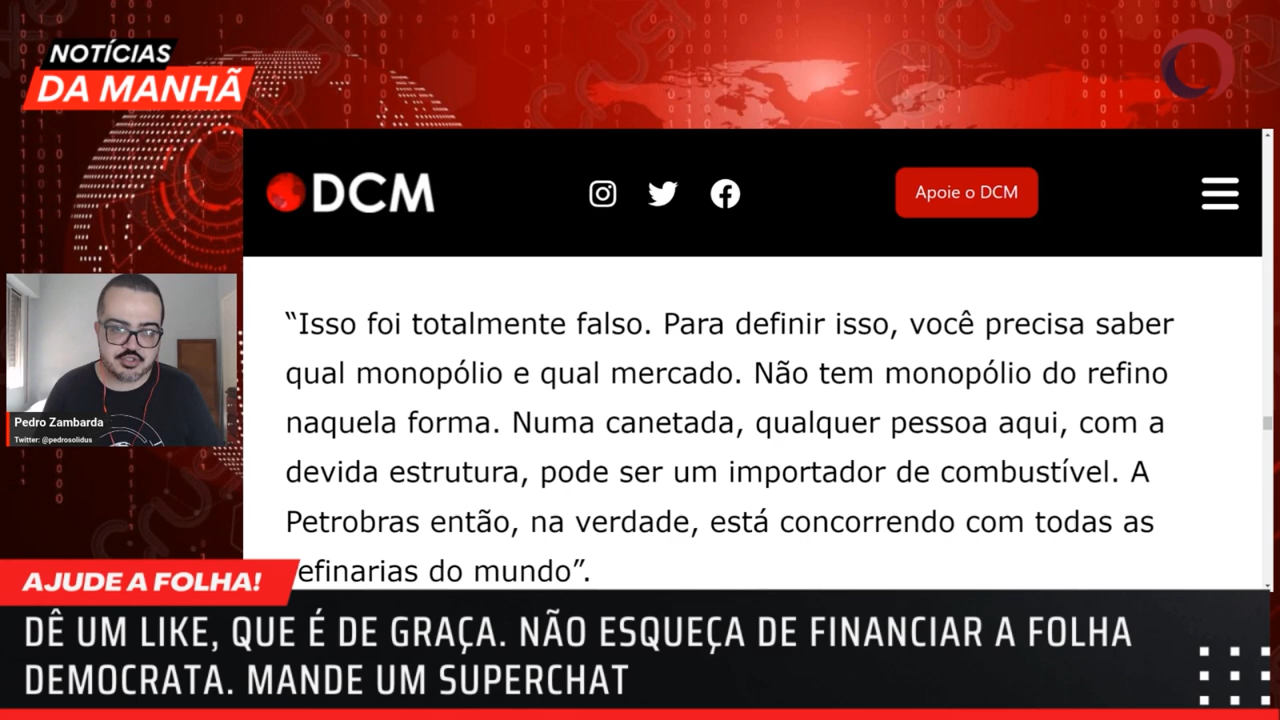 NOTÍCIAS
DA MANHÃ
DCM
Apoie o DCM
“Isso foi totalmente falso. Para definir isso, você precisa saber
qual monopólio e qual mercado. Não tem monopólio do refino
naquela forma. Numa canetada, qualquer pessoa aqui, com a
devida estrutura, pode ser um importador de combustível. A
Petrobras então, na verdade, está concorrendo com todas as
refinarias do mundo”.
Pedro Zambarda
Twitter: @pedrosolidus
AJUDE A FOLHA!
DÊ UM LIKE, QUE É DE GRAÇA. NÃO ESQUEÇA DE FINANCIAR A FOLHA
DEMOCRATA. MANDE UM SUPERCHAT